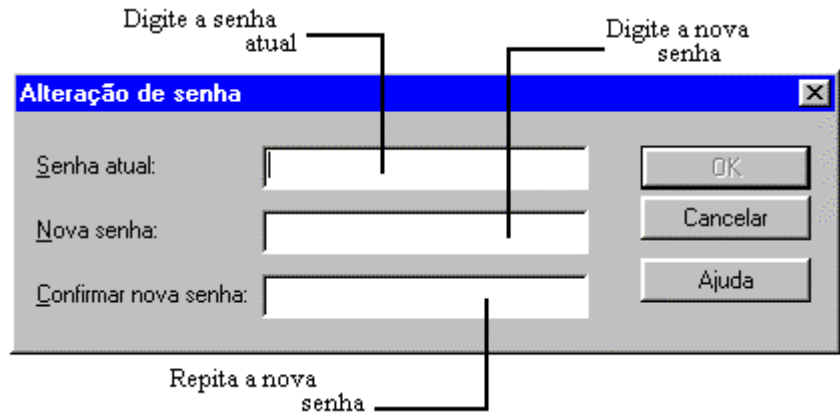 Digite a senha
atual
Digite a nova
senha
Alteração de senha
Senha atual:
OK
Nova senha:
Cancelar
Confirmar nova senha:
Ajuda
Repita a nova
senha